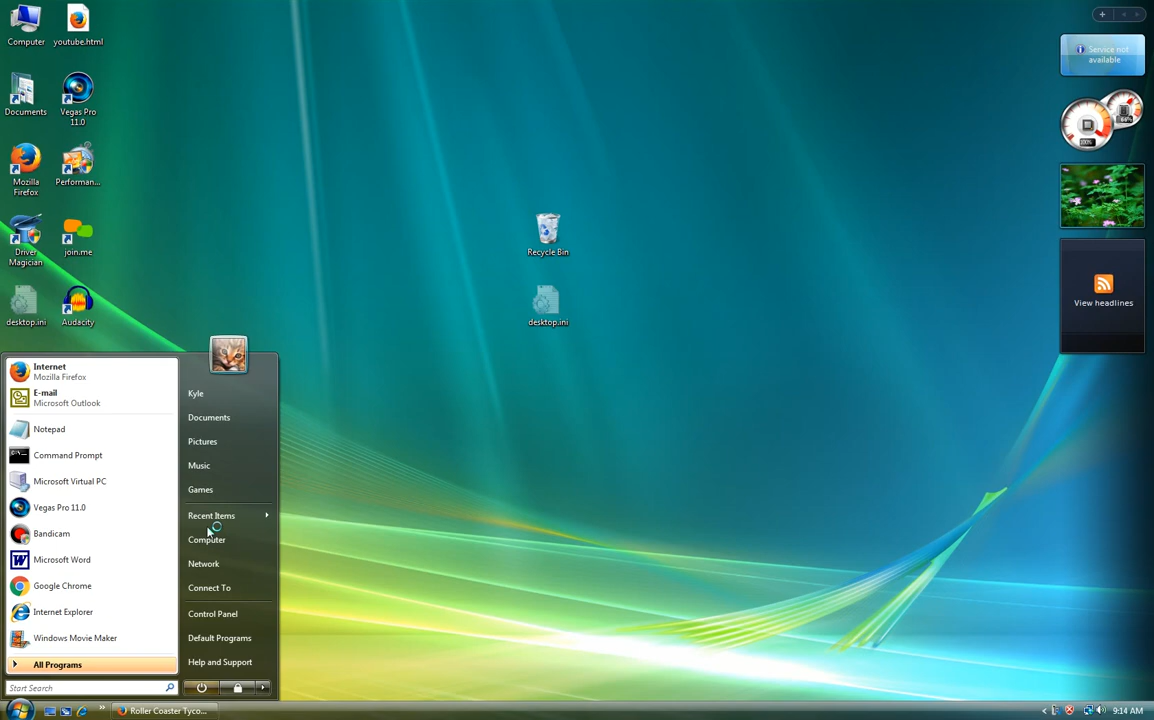 Computer
youtube.html
Documents
Vegas Pro
11.0
Mozilla
Firefox
Performan...
Driver
Magician
join.me
desktop.ini
Audacity
Recycle Bin
desktop.ini
Service not
available
66%
100%
View headlines
Internet
Mozilla Firefox
E-mail
Microsoft Outlook
Notepad
Command Prompt
Microsoft Virtual PC
Vegas Pro 11.0
Bandicam
Microsoft Word
Google Chrome
Internet Explorer
Windows Movie Maker
All Programs
Start Search
Kyle
Documents
Pictures
Music
Games
Recent Items
Computer
Network
Connect To
Control Panel
Default Programs
Help and Support
Roller Coaster Tyco...
9:14 AM